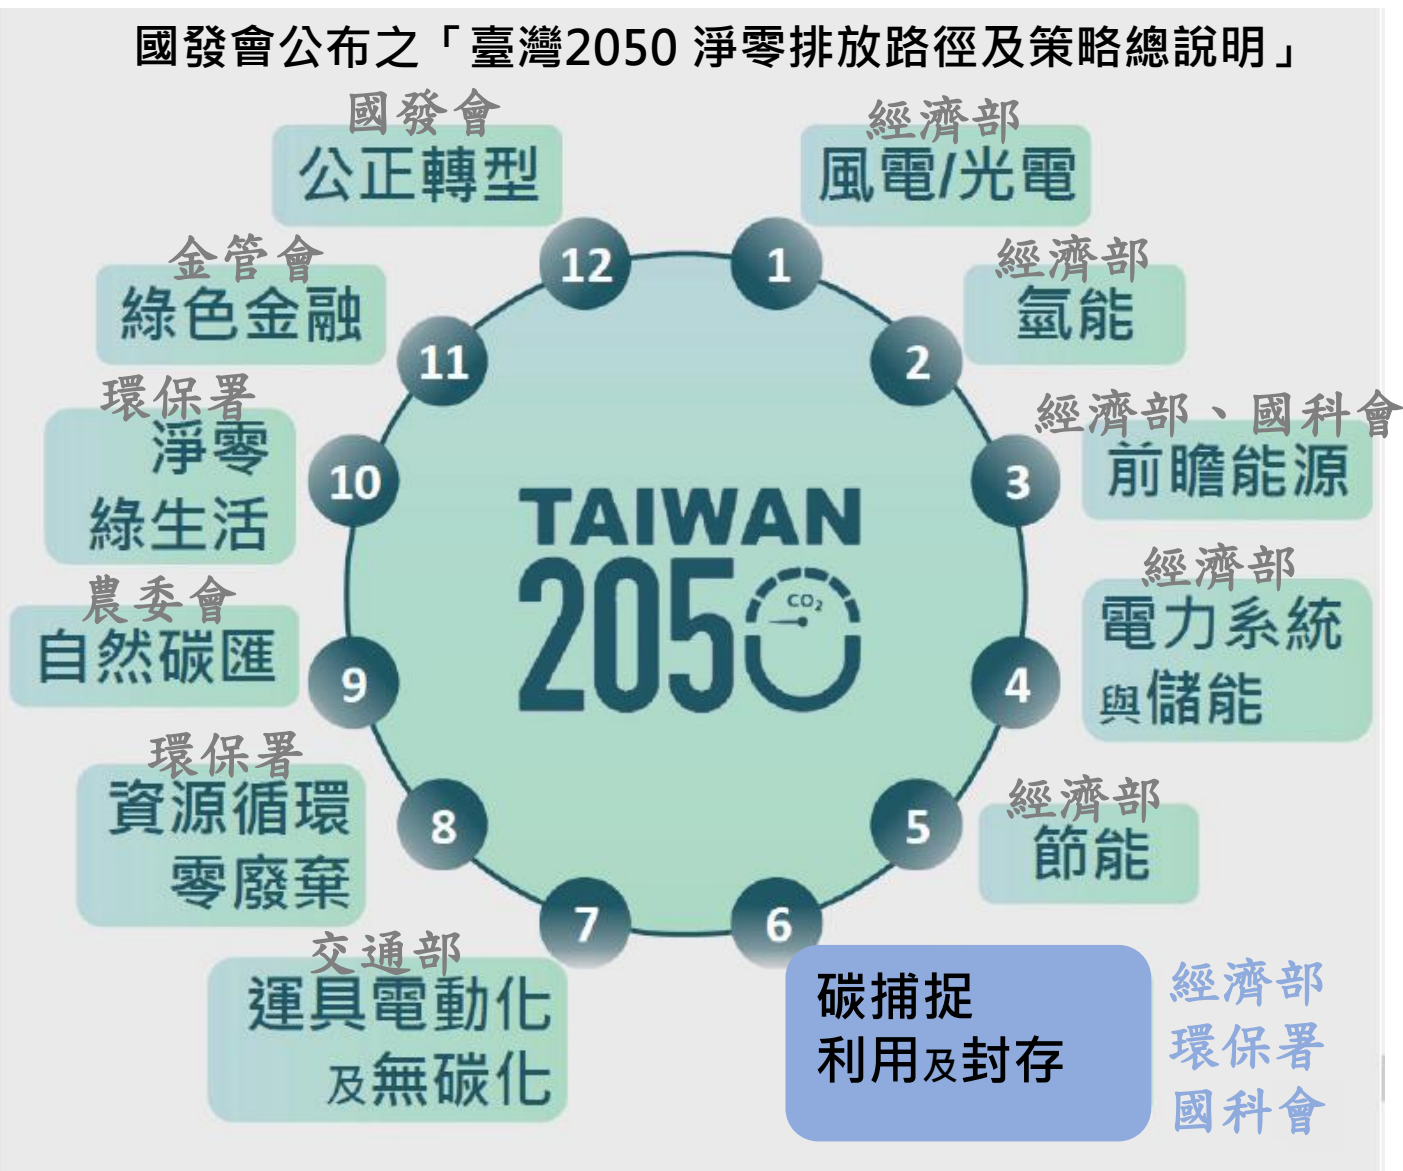 國發會公布之「臺灣2050 淨零排放路徑及策略總說明」
經濟部
風電/光電
1
經濟部
氫能
2
經濟部、國科會
前瞻能源
3
經濟部
電力系統
與儲能
4
經濟部
節能
5
碳捕捉
利用及封存
經濟部
環保署
國科會
6
交通部
運具電動化
及無碳化
7
環保署
資源循環
零廢棄
8
農委會
自然碳匯
9
環保署
淨零
綠生活
10
金管會
綠色金融
11
國發會
公正轉型
12
TAIWAN
2050
CO₂